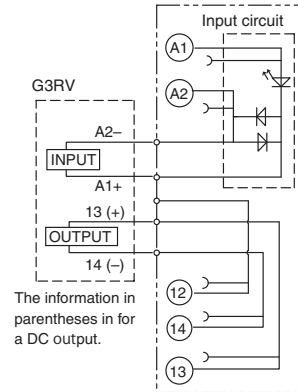 Input circuit
A1
G3RV
A2
A2–
INPUT
A1+
13 (+)
OUTPUT
14 (–)
The information in
parentheses in for
a DC output.
12
14
13